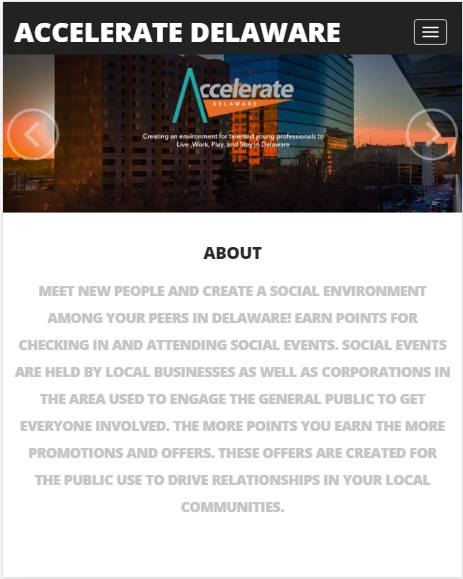 ACCELERATE DELAWARE
Accelerate
DELAWARE
Creating an environment for talented young professionals to
Live ,Work, Play, and Stay in Delaware
ABOUT
MEET NEW PEOPLE AND CREATE A SOCIAL ENVIRONMENT
AMONG YOUR PEERS IN DELAWARE! EARN POINTS FOR
CHECKING IN AND ATTENDING SOCIAL EVENTS. SOCIAL EVENTS
ARE HELD BY LOCAL BUSINESSES AS WELL AS CORPORATIONS IN
THE AREA USED TO ENGAGE THE GENERAL PUBLIC TO GET
EVERYONE INVOLVED. THE MORE POINTS YOU EARN THE MORE
PROMOTIONS AND OFFERS. THESE OFFERS ARE CREATED FOR
THE PUBLIC USE TO DRIVE RELATIONSHIPS IN YOUR LOCAL
COMMUNITIES.